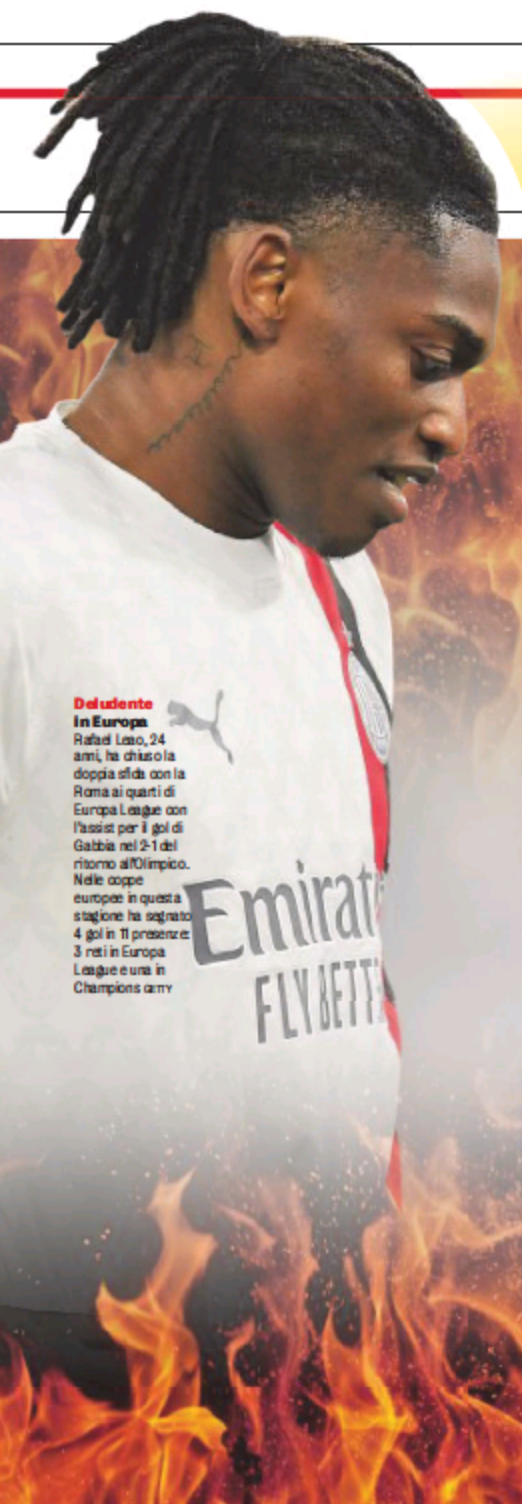 Deludente
in Europa
Rafael Leao, 24
anni, ha chiuso la
doppia sfida con la
Roma ai quarti di
Europa League con
l'assist per il gol di
Gabbia nel 2-1 del
ritorno all'Olimpico.
Nelle coppe
europee in questa
stagione ha segnato
4 gol in 11 presenze:
3 reti in Europa
League e una in
Champions GETTY
Emirat
FLY BETT